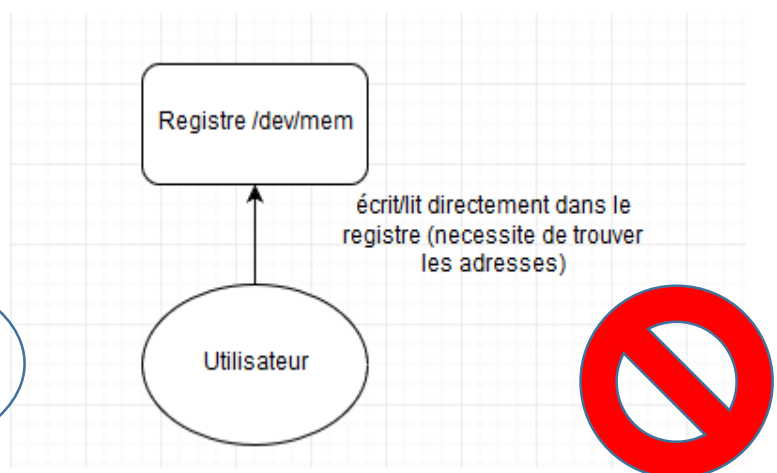 Registre /dev/mem
écrit/lit directement dans le
registre (necessite de trouver
les adresses)
Utilisateur